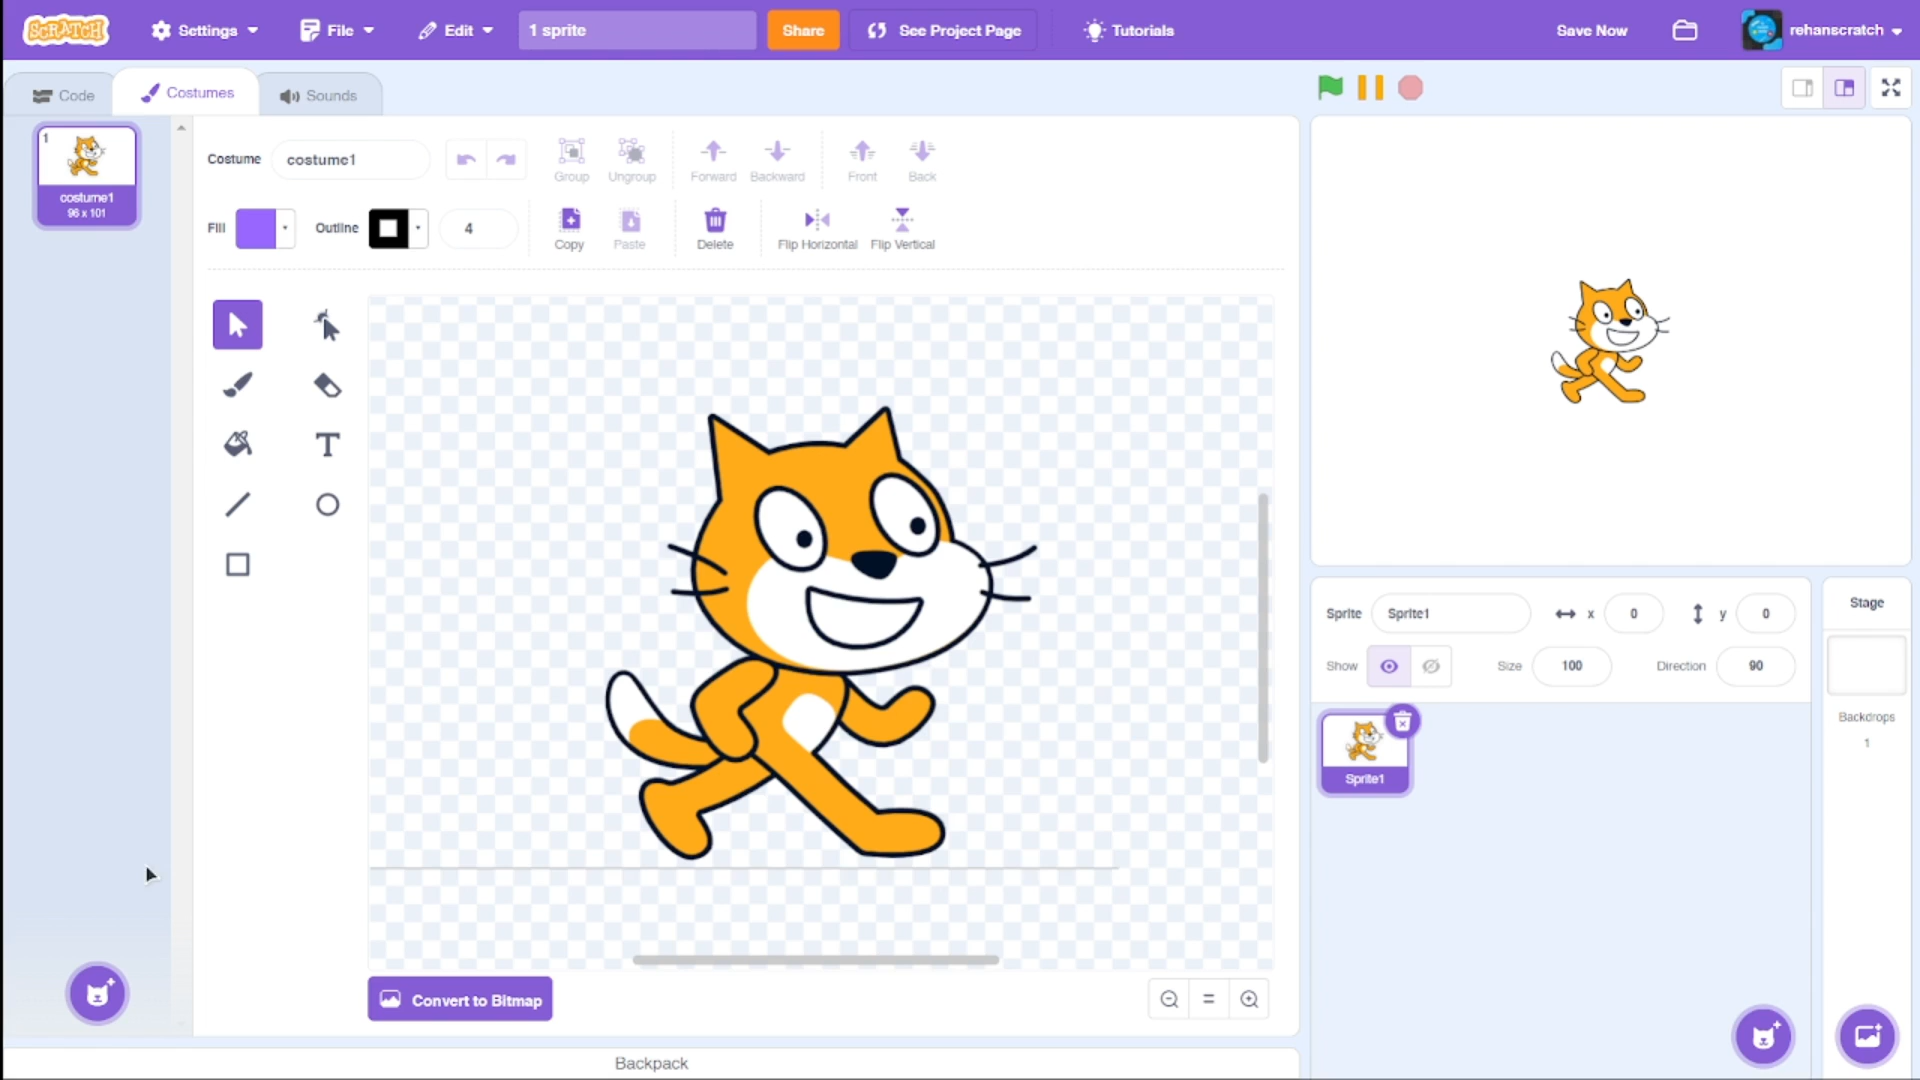 SCRATCH
Settings
File
Edit
1 sprite
Share
See Project Page
Tutorials
Save Now
rehanscratch
Code
Costumes
Sounds
1
costume1
96 x 101
Costume
costume1
Group
Ungroup
Forward
Backward
Front
Back
Fill
Outline
4
Copy
Paste
Delete
Flip Horizontal
Flip Vertical
T
Convert to Bitmap
=
Backpack
Sprite
Sprite1
x
0
y
0
Show
Size
100
Direction
90
Sprite1
Stage
Backdrops
1